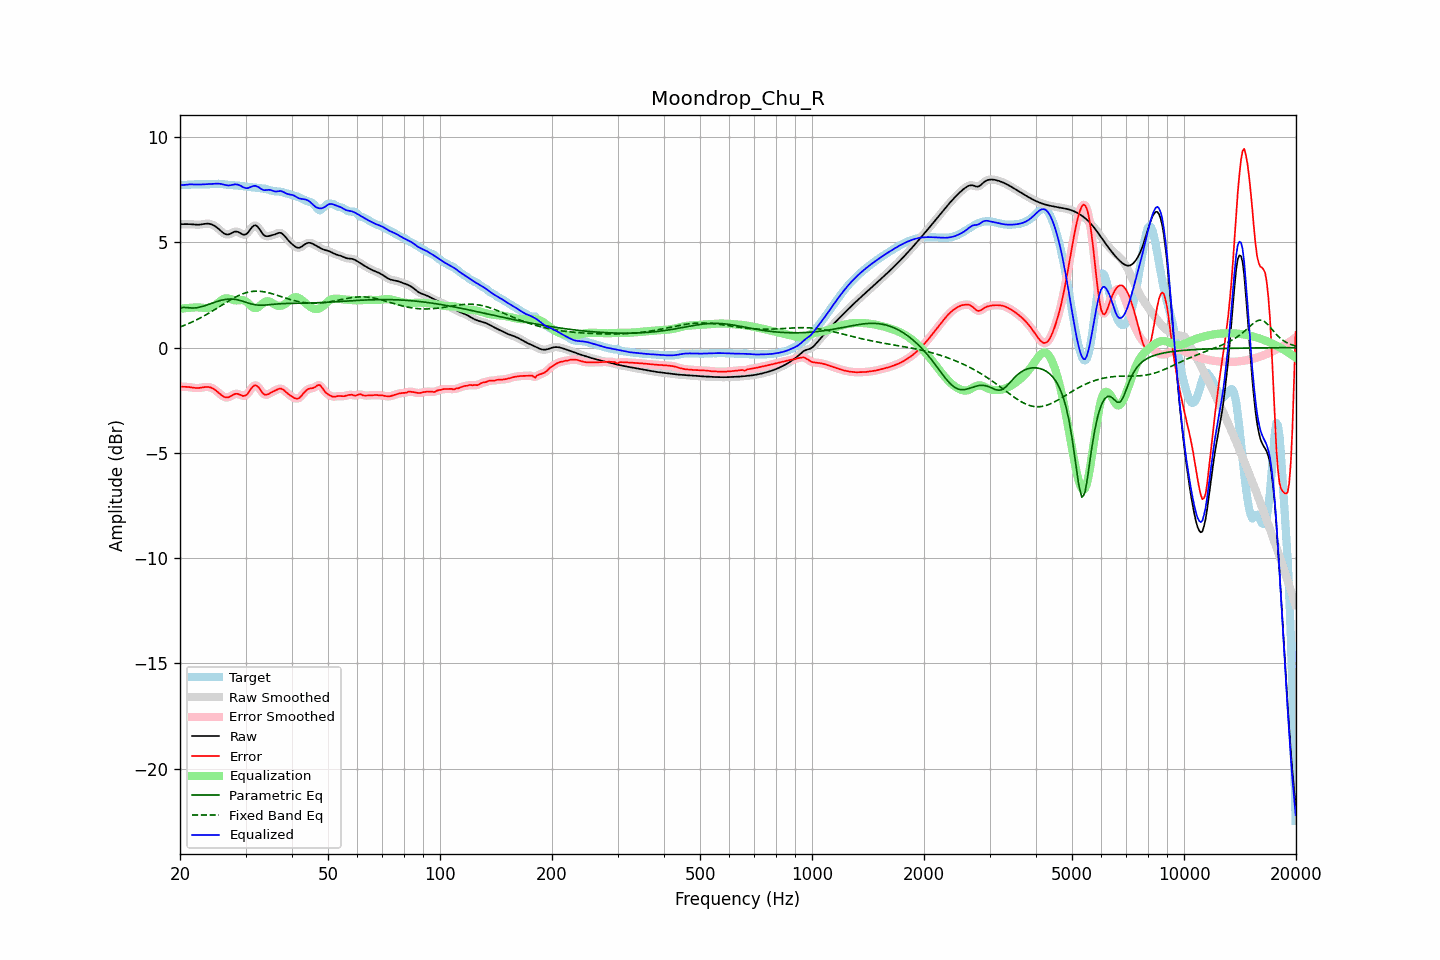 Moondrop_Chu_R
10
5
0
−5
−10
−15
−20
Amplitude (dBr)
Target
Raw Smoothed
Error Smoothed
Raw
Error
Equalization
Parametric Eq
Fixed Band Eq
Equalized
20 50 100 200 500 1000 2000 5000 10000 20000
Frequency (Hz)